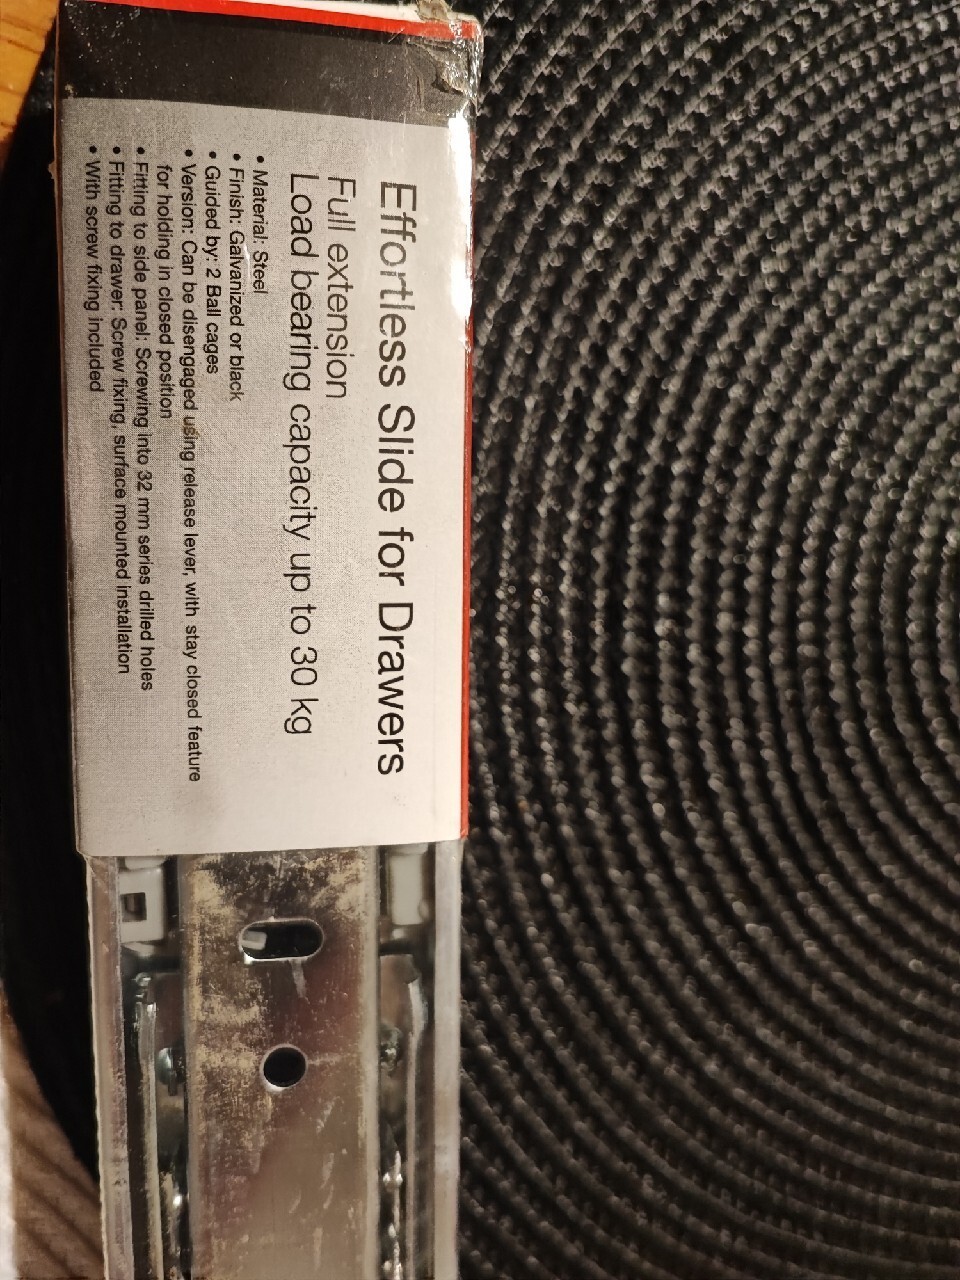 Effortless Slide for Drawers
Full extension
Load bearing capacity up to 30 kg
• Material: Steel
• Finish: Galvanized or black
• Guided by: 2 Ball cages
• Version: Can be disengaged using release lever, with stay closed feature
for holding in closed position
• Fitting to side panel: Screwing into 32 mm series drilled holes
• Fitting to drawer: Screw fixing, surface mounted installation
• With screw fixing included